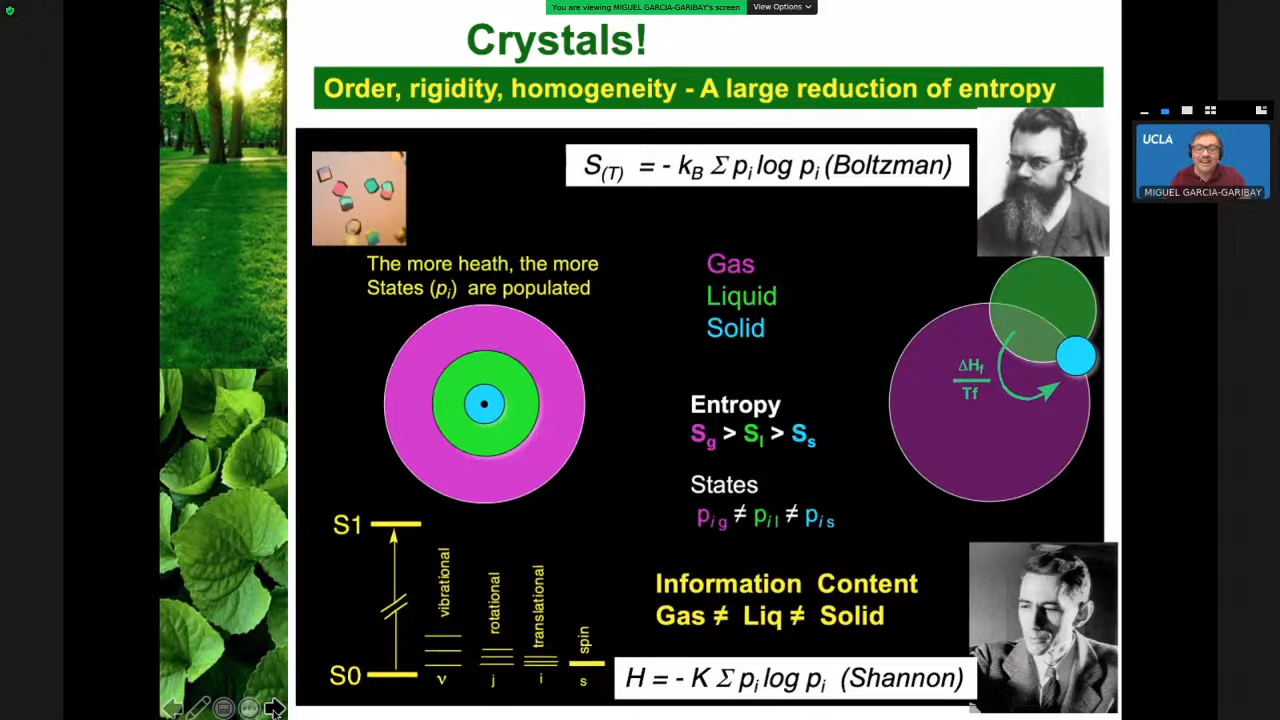 You are viewing MIGUEL GARCIA-GARIBAY's screen
View Options
Crystals!
Order, rigidity, homogeneity - A large reduction of entropy
S(T) = - kB Σ pi log pi (Boltzman)
UCLA
MIGUEL GARCIA-GARIBAY
The more heath, the more
States (pi) are populated
Gas
Liquid
Solid
ΔHf
Tf
Entropy
Sg > Sl > Ss
States
pi g ≠ pi l ≠ pi s
S1
vibrational
rotational
translational
spin
S0
ν
j
i
s
Information Content
Gas ≠ Liq ≠ Solid
H = - K Σ pi log pi (Shannon)